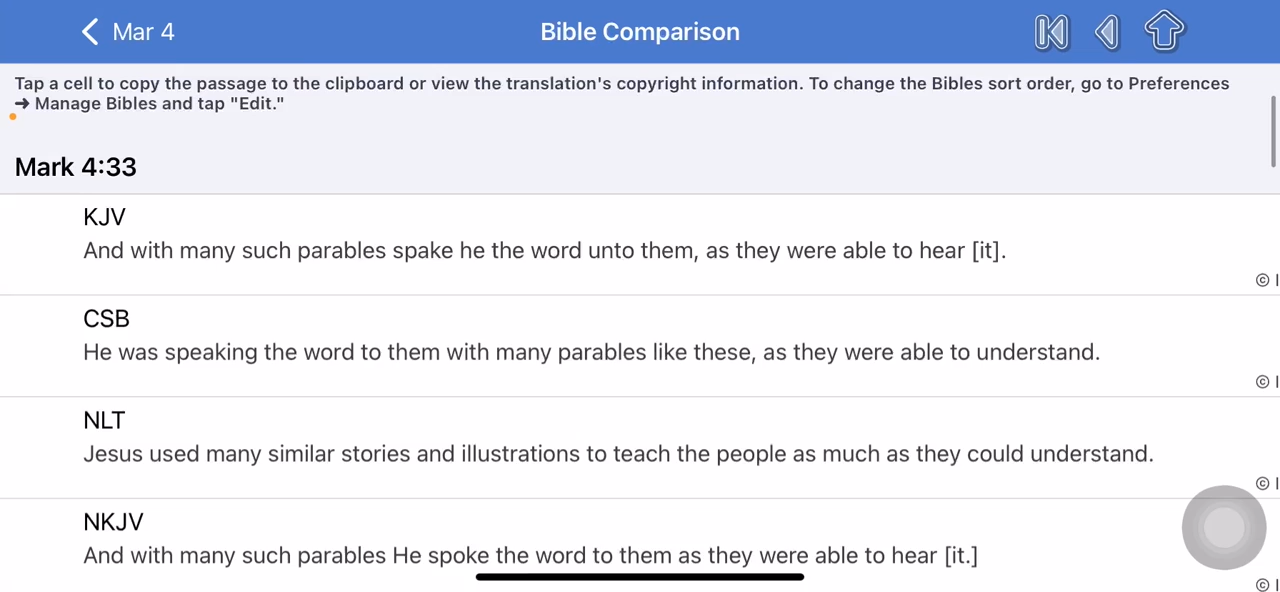 Mar 4
Bible Comparison
Tap a cell to copy the passage to the clipboard or view the translation's copyright information. To change the Bibles sort order, go to Preferences
➜ Manage Bibles and tap "Edit."
Mark 4:33
KJV
And with many such parables spake he the word unto them, as they were able to hear [it].
©
CSB
He was speaking the word to them with many parables like these, as they were able to understand.
©
NLT
Jesus used many similar stories and illustrations to teach the people as much as they could understand.
©
NKJV
And with many such parables He spoke the word to them as they were able to hear [it.]
©